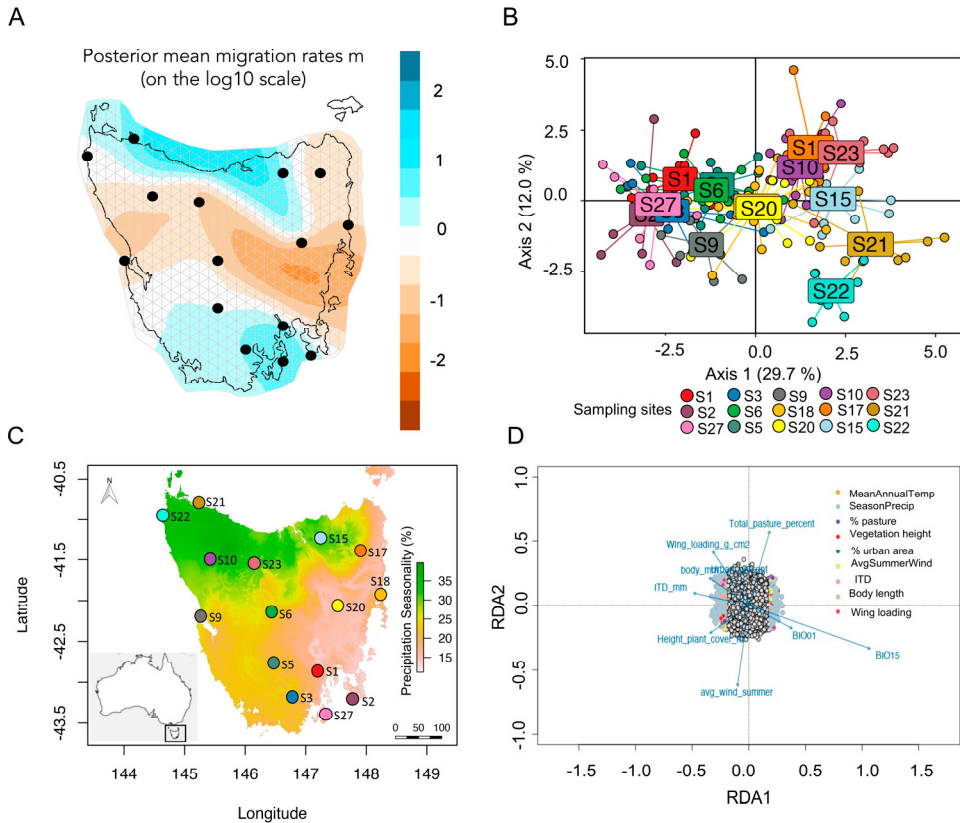 A
Posterior mean migration rates m
(on the log10 scale)
2
1
0
-1
-2
B
5.0
2.5
0.0
-2.5
Axis 2 (12.0 %)
S1
S6
S27
S9
S20
S1
S10
S23
S15
S21
S22
-2.5
0.0
2.5
5.0
Axis 1 (29.7 %)
Sampling sites
S1 S3 S9 S10 S23
S2 S6 S18 S17 S21
S27 S5 S20 S15 S22
C
Latitude
-40.5
-41.5
-42.5
-43.5
N
S21
S22
S15
S10
S23
S17
S18
S20
S6
S9
S5
S1
S3
S2
S27
Precipitation Seasonality (%)
35
30
25
20
15
0 50 100
144 145 146 147 148 149
Longitude
D
RDA2
1.0
0.5
0.0
-0.5
-1.0
Total_pasture_percent
Wing_loading_g_cm2
ITD_mm
BIO01
BIO15
avg_wind_summer
MeanAnnualTemp
SeasonPrecip
% pasture
Vegetation height
% urban area
AvgSummerWind
ITD
Body length
Wing loading
-1.5 -1.0 -0.5 0.0 0.5 1.0 1.5
RDA1